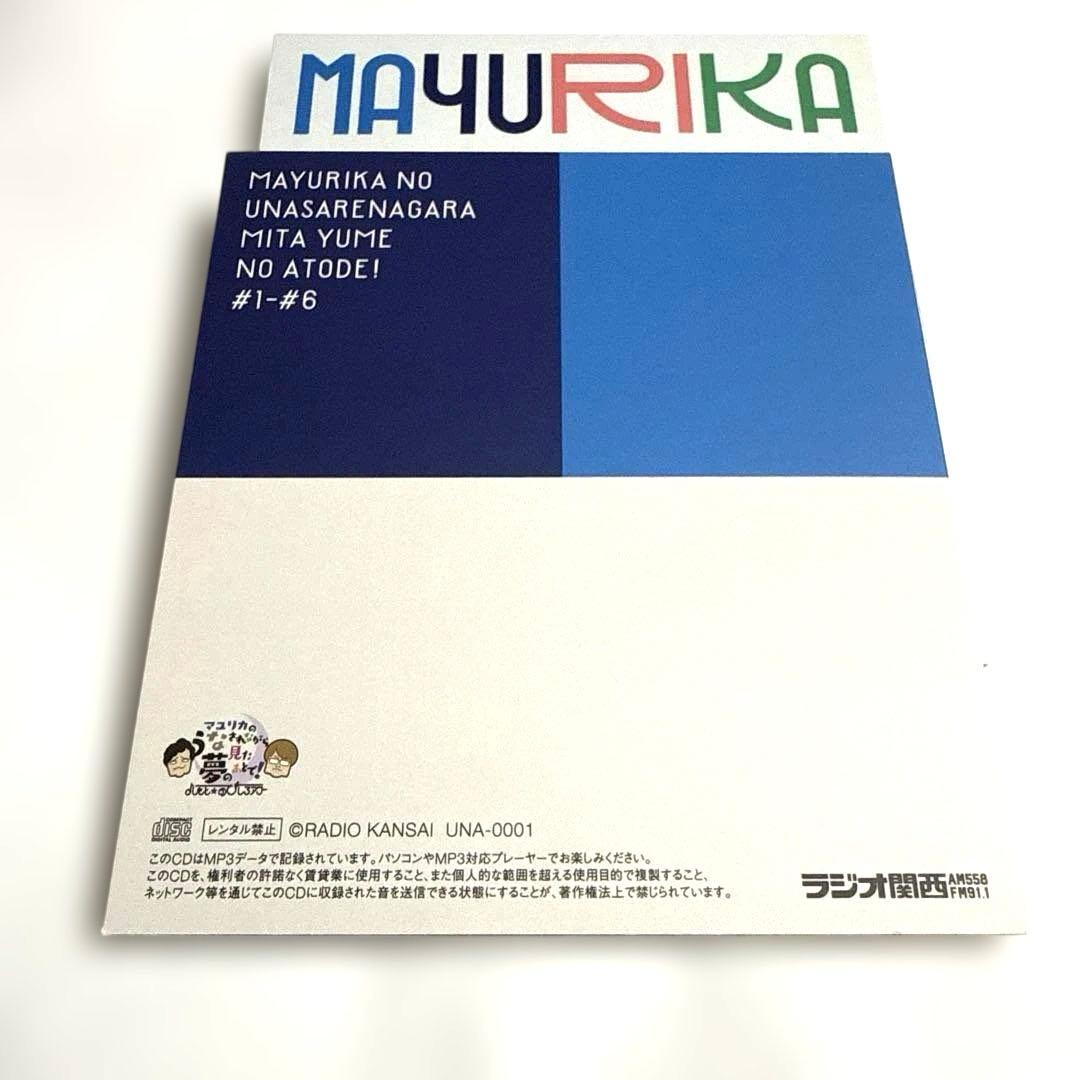 MAYURIKA
MAYURIKA NO
UNASARENAGARA
MITA YUME
NO ATODE!
#1-#6
マユリカの
うなされながら
見た
夢のあとで!
COMPACT
disc
DIGITAL AUDIO
レンタル禁止 ©RADIO KANSAI UNA-0001
このCDはMP3データで記録されています。パソコンやMP3対応プレーヤーでお楽しみください。
このCDを、権利者の許諾なく賃貸業に使用すること、また個人的な範囲を超える使用目的で複製すること、
ネットワーク等を通じてこのCDに収録された音を送信できる状態にすることが、著作権法上で禁じられています。
ラジオ関西 AM558
FM91.1